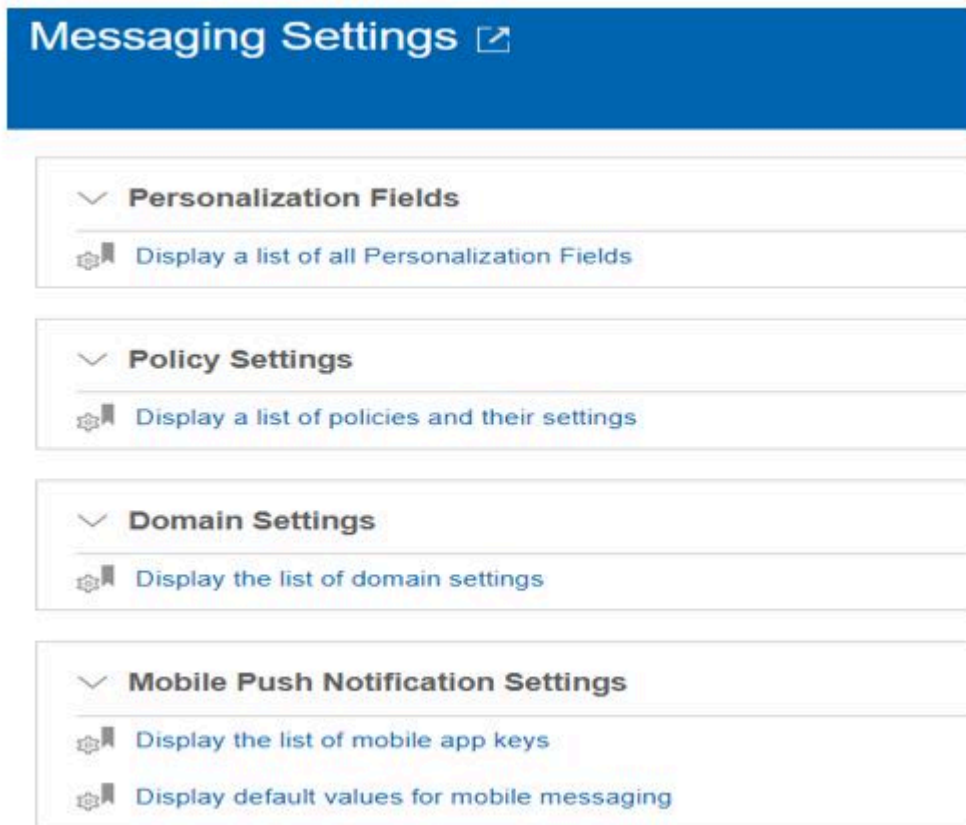 Messaging Settings
Personalization Fields
Display a list of all Personalization Fields
Policy Settings
Display a list of policies and their settings
Domain Settings
Display the list of domain settings
Mobile Push Notification Settings
Display the list of mobile app keys
Display default values for mobile messaging